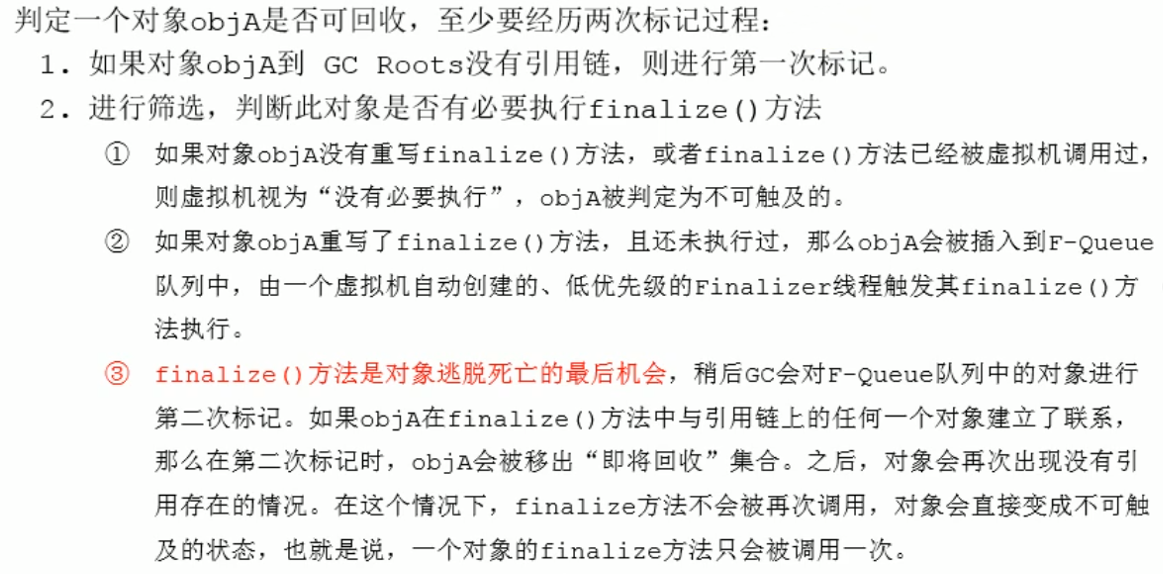 判定一个对象objA是否可回收，至少要经历两次标记过程：
1. 如果对象objA到 GC Roots没有引用链，则进行第一次标记。
2. 进行筛选，判断此对象是否有必要执行finalize()方法
① 如果对象objA没有重写finalize()方法，或者finalize()方法已经被虚拟机调用过，
则虚拟机视为“没有必要执行”，objA被判定为不可触及的。
② 如果对象objA重写了finalize()方法，且还未执行过，那么objA会被插入到F-Queue
队列中，由一个虚拟机自动创建的、低优先级的Finalizer线程触发其finalize()方
法执行。
③ finalize()方法是对象逃脱死亡的最后机会，稍后GC会对F-Queue队列中的对象进行
第二次标记。如果objA在finalize()方法中与引用链上的任何一个对象建立了联系，
那么在第二次标记时，objA会被移出“即将回收”集合。之后，对象会再次出现没有引
用存在的情况。在这个情况下，finalize方法不会被再次调用，对象会直接变成不可触
及的状态，也就是说，一个对象的finalize方法只会被调用一次。